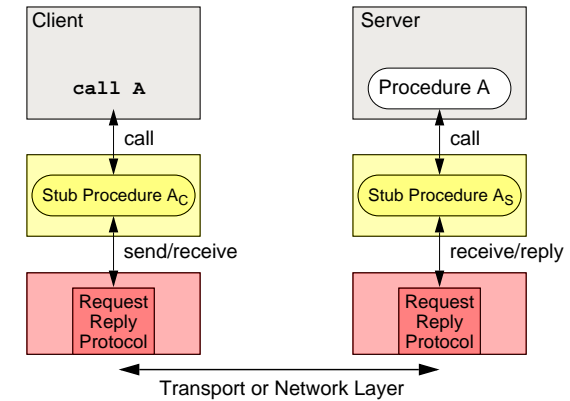 Client
call A
call
Stub Procedure AC
send/receive
Request
Reply
Protocol
Server
Procedure A
call
Stub Procedure AS
receive/reply
Request
Reply
Protocol
Transport or Network Layer